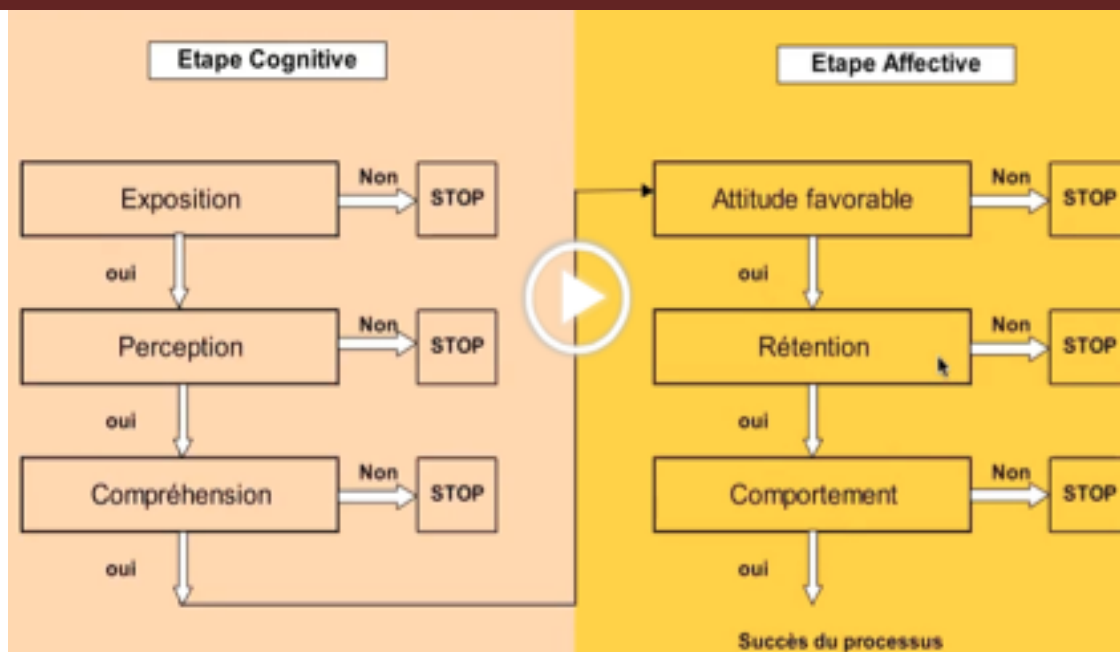 Etape Cognitive
Exposition
Non
STOP
oui
Perception
Non
STOP
oui
Compréhension
Non
STOP
oui
Etape Affective
Attitude favorable
Non
STOP
oui
Rétention
Non
STOP
oui
Comportement
Non
STOP
oui
Succès du processus